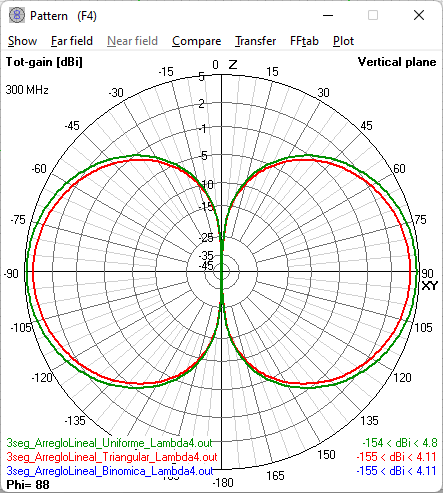 Pattern (F4)
Show Far field Near field Compare Transfer FFtab Plot
Tot-gain [dBi] 0 Z Vertical plane
300 MHz
-15 5 15
-30 2 30
-45 -1 45
-60 -5 60
-10
-75 -15 75
-25
-35
-90 -45 90
XY
-105 105
-120 120
-135 135
-150 150
-165 165
-180
3seg_ArregloLineal_Uniforme_Lambda4.out -154 < dBi < 4.8
3seg_ArregloLineal_Triangular_Lambda4.out -155 < dBi < 4.11
3seg_ArregloLineal_Binomica_Lambda4.out -155 < dBi < 4.11
Phi= 88